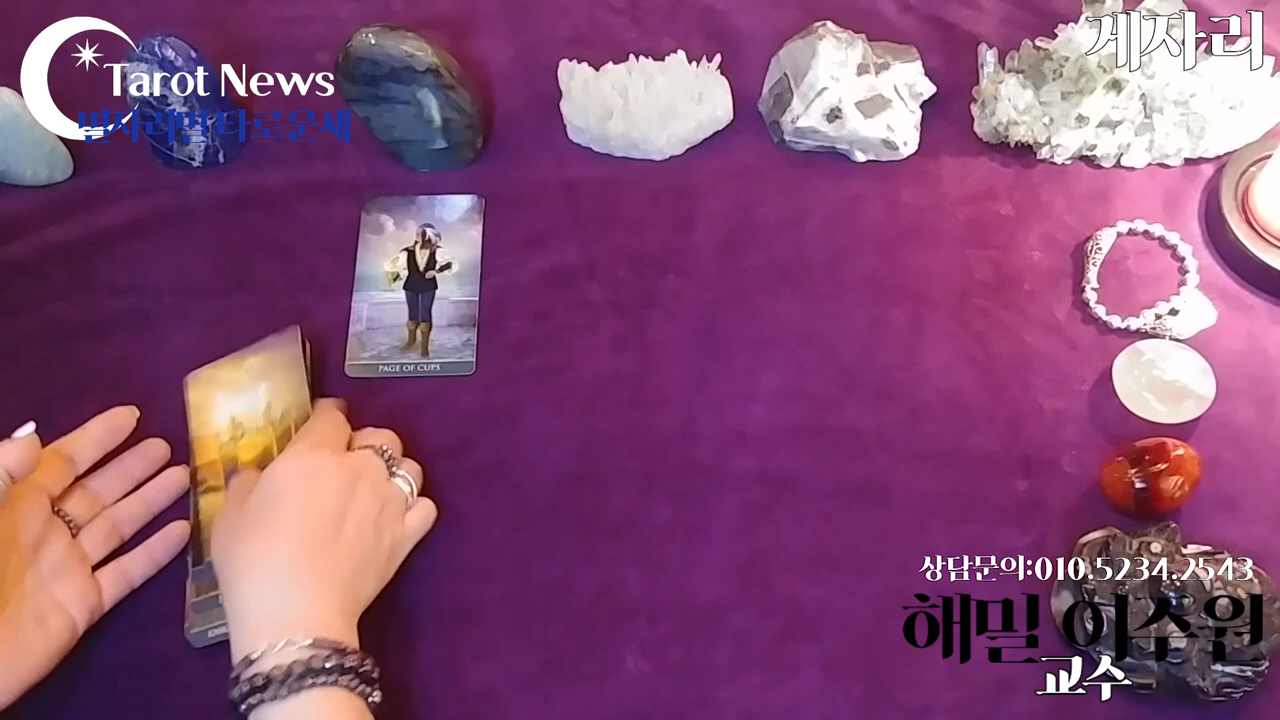 게자리
Tarot News
별자리별 타로운세
PAGE OF CUPS
상담문의:010.5234.2543
해밀 이주원
교수